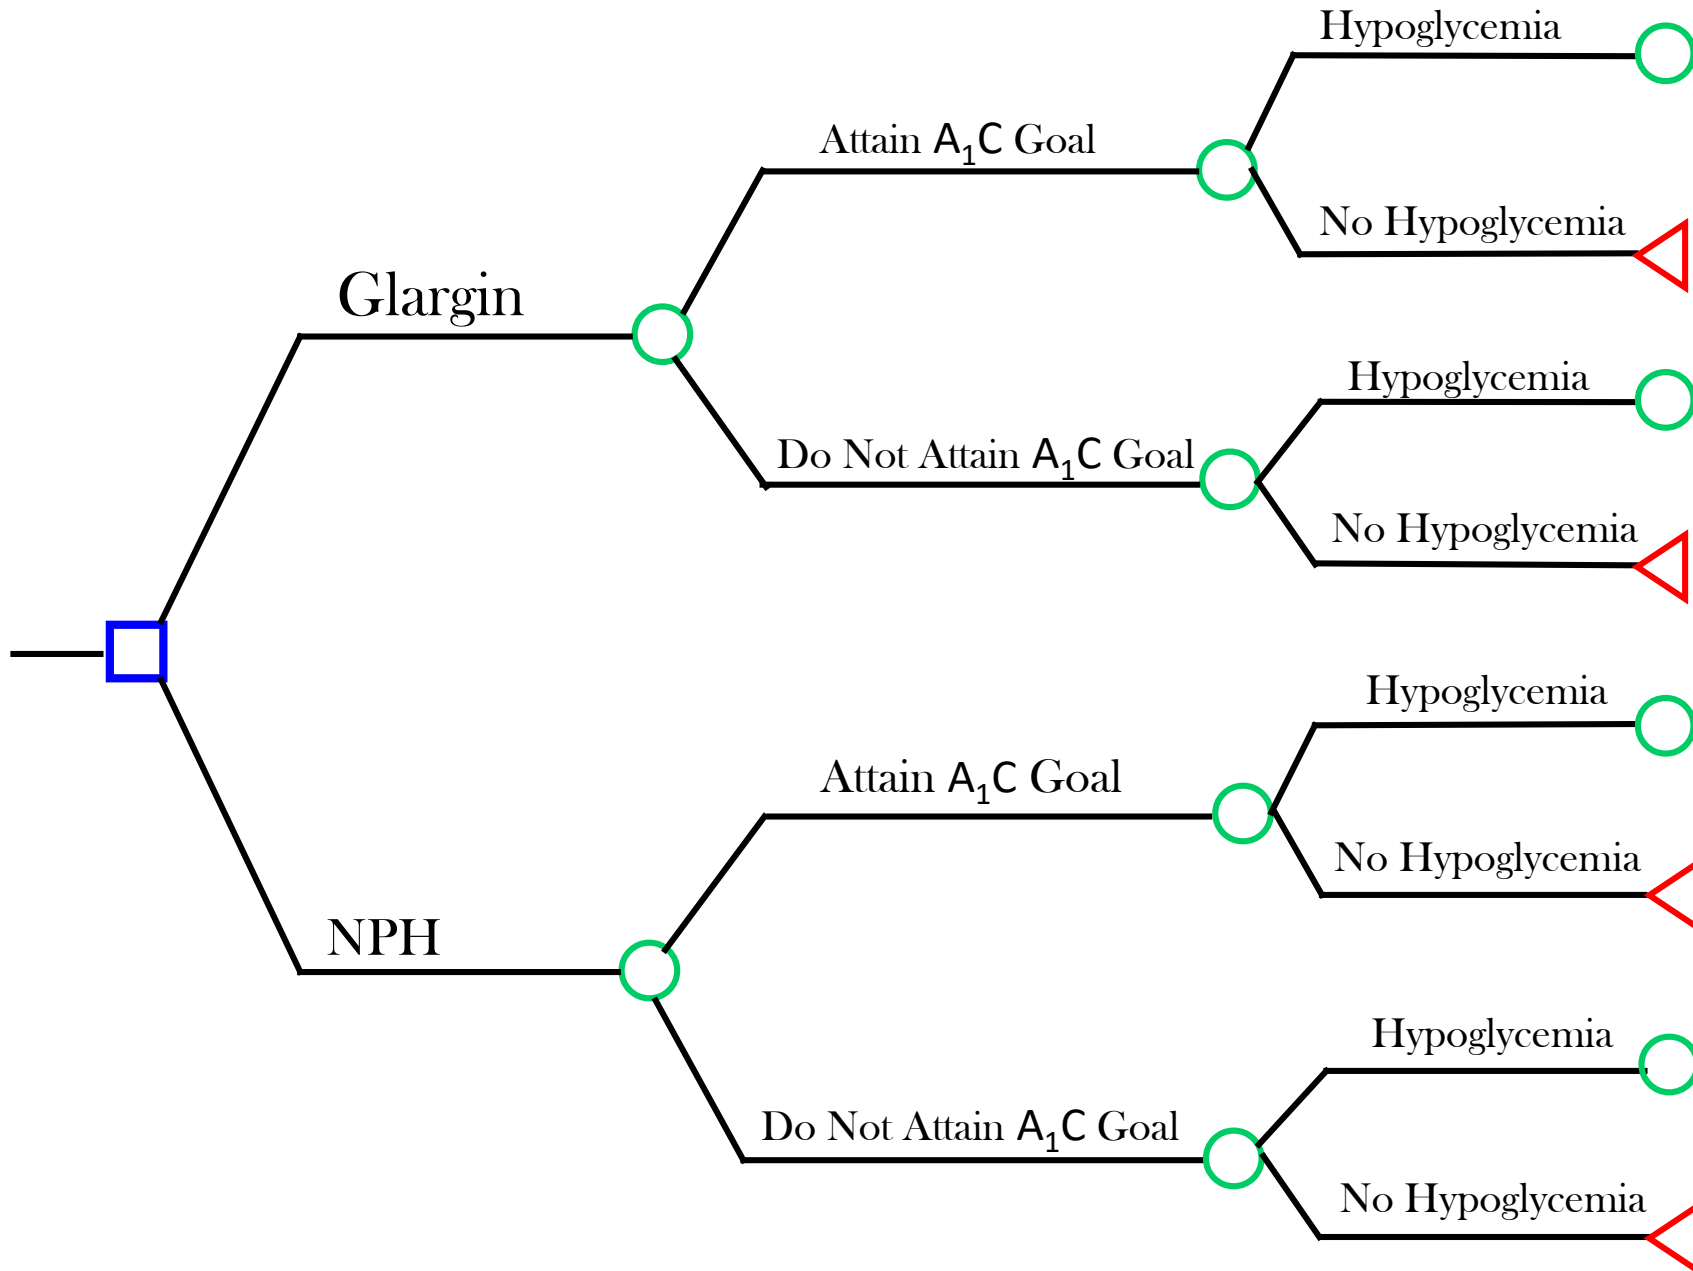 Hypoglycemia
Attain A₁C Goal
No Hypoglycemia
Glargin
Hypoglycemia
Do Not Attain A₁C Goal
No Hypoglycemia
Hypoglycemia
Attain A₁C Goal
No Hypoglycemia
NPH
Hypoglycemia
Do Not Attain A₁C Goal
No Hypoglycemia